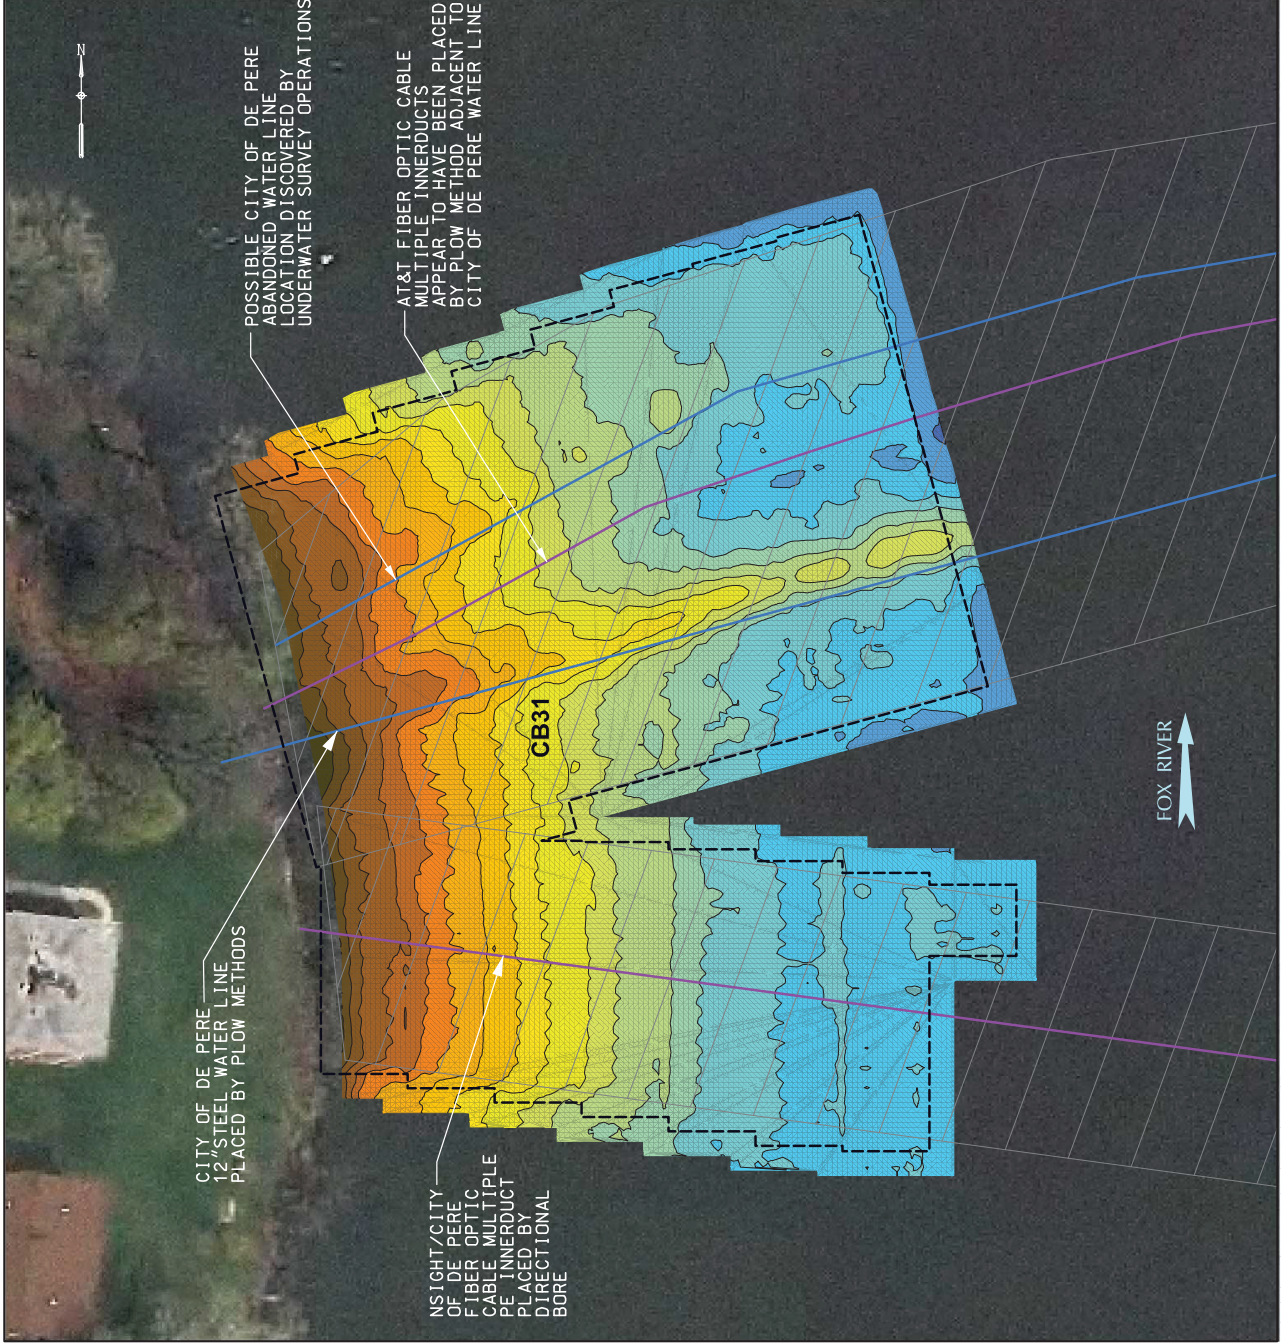 N
POSSIBLE CITY OF DE PERE
ABANDONED WATER LINE
LOCATION DISCOVERED BY
UNDERWATER SURVEY OPERATIONS
AT&T FIBER OPTIC CABLE
MULTIPLE INNERDUCTS
APPEAR TO HAVE BEEN PLACED
BY PLOW METHOD ADJACENT TO
CITY OF DE PERE WATER LINE
CB31
FOX RIVER
CITY OF DE PERE
12"STEEL WATER LINE
PLACED BY PLOW METHODS
NSIGHT/CITY
OF DE PERE
FIBER OPTIC
CABLE MULTIPLE
PE INNERDUCT
PLACED BY
DIRECTIONAL
BORE